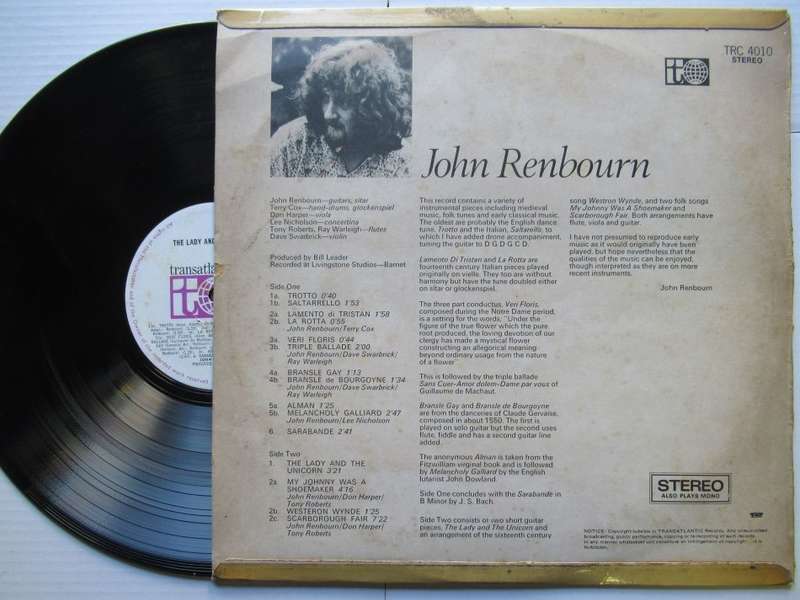 TRC 4010
STEREO
John Renbourn
John Renbourn—guitars, sitar
Terry Cox—hand-drums, glockenspiel
Don Harper—viola
Lee Nicholson—concertina
Tony Roberts, Ray Warleigh—flutes
Dave Swarbrick—violin
Produced by Bill Leader
Recorded at Livingstone Studios—Barnet
Side One
1a. TROTTO 0'40
1b. SALTARRELLO 1'53
2a. LAMENTO di TRISTAN 1'58
2b. LA ROTTA 0'55
John Renbourn/Terry Cox
3a. VERI FLORIS 0'44
3b. TRIPLE BALLADE 2'00
John Renbourn/Dave Swarbrick/
Ray Warleigh
4a. BRANSLE GAY 1'13
4b BRANSLE de BOURGOYNE 1'34
John Renbourn/Dave Swarbrick/
Ray Warleigh
5a. ALMAN 1'25
5b. MELANCHOLY GALLIARD 2'47
John Renbourn/Lee Nicholson
6. SARABANDE 2'41
Side Two
1. THE LADY AND THE
UNICORN 3'21
2a. MY JOHNNY WAS A
SHOEMAKER 4'16
John Renbourn/Don Harper/
Tony Roberts
2b. WESTERON WYNDE 1'25
2c. SCARBOROUGH FAIR 7'22
John Renbourn/Don Harper/
Tony Roberts
This record contains a variety of
instrumental pieces including medieval
music, folk tunes and early classical music.
The oldest are probably the English dance
tune, Trotto and the Italian, Saltarello, to
which I have added drone accompaniment,
tuning the guitar to D G D G C D.
Lamento Di Tristan and La Rotta are
fourteenth century Italian pieces played
originally on vielle. They too are without
harmony but have the tune doubled either
on sitar or glockenspiel.
The three part conductus, Veri Floris,
composed during the Notre Dame period,
is a setting for the words; "Under the
figure of the true flower which the pure
root produced, the loving devotion of our
clergy has made a mystical flower
constructing an allegorical meaning
beyond ordinary usage from the nature
of a flower"
This is followed by the triple ballade
Sans Cuer-Amor dolem-Dame par vous of
Guillaume de Machaut.
Bransle Gay and Bransle de Bourgoyne
are from the danceries of Claude Gervaise,
composed in about 1550. The first is
played on solo guitar but the second uses
flute, fiddle and has a second guitar line
added.
The anonymous Alman is taken from the
Fitzwilliam virginal book and is followed
by Melancholy Galliard by the English
lutanist John Dowland.
Side One concludes with the Sarabande in
B Minor by J. S. Bach.
Side Two consists or two short guitar
pieces, The Lady and The Unicorn and
an arrangement of the sixteenth century
song Westron Wynde, and two folk songs
My Johnny Was A Shoemaker and
Scarborough Fair. Both arrangements have
flute, viola and guitar.
I have not presumed to reproduce early
music as it would originally have been
played, but hope nevertheless that the
qualities of the music can be enjoyed,
though interpreted as they are on more
recent instruments.
John Renbourn
STEREO
ALSO PLAYS MONO
THE LADY AND
transatla